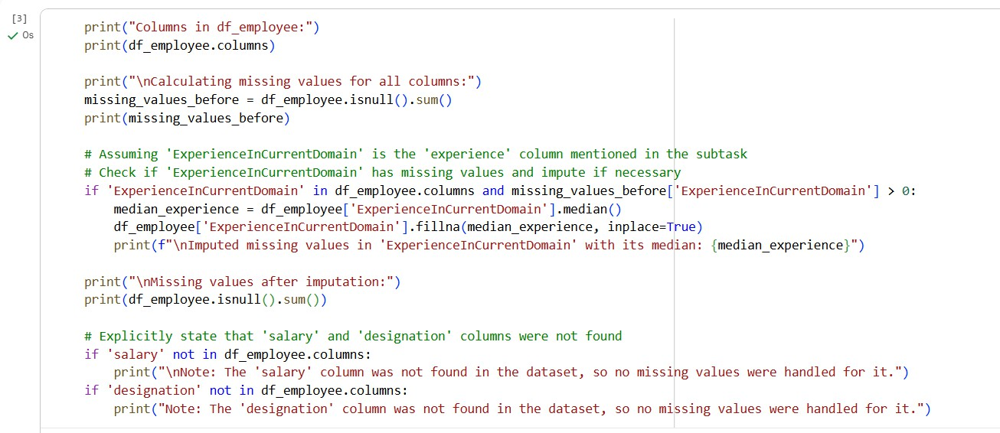 [3]
0s
print("Columns in df_employee:")
print(df_employee.columns)
print("\nCalculating missing values for all columns:")
missing_values_before = df_employee.isnull().sum()
print(missing_values_before)
# Assuming 'ExperienceInCurrentDomain' is the 'experience' column mentioned in the subtask
# Check if 'ExperienceInCurrentDomain' has missing values and impute if necessary
if 'ExperienceInCurrentDomain' in df_employee.columns and missing_values_before['ExperienceInCurrentDomain'] > 0:
    median_experience = df_employee['ExperienceInCurrentDomain'].median()
    df_employee['ExperienceInCurrentDomain'].fillna(median_experience, inplace=True)
    print(f"\nImputed missing values in 'ExperienceInCurrentDomain' with its median: {median_experience}")
print("\nMissing values after imputation:")
print(df_employee.isnull().sum())
# Explicitly state that 'salary' and 'designation' columns were not found
if 'salary' not in df_employee.columns:
    print("\nNote: The 'salary' column was not found in the dataset, so no missing values were handled for it.")
if 'designation' not in df_employee.columns:
    print("Note: The 'designation' column was not found in the dataset, so no missing values were handled for it.")